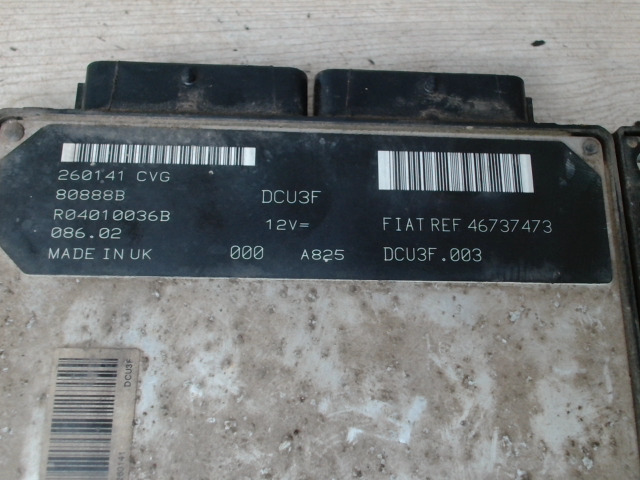 260141 CVG
80888B
R04010036B
086.02
MADE IN UK
000
A825
DCU3F
12V=
FIAT REF 46737473
DCU3F.003
DCU3F